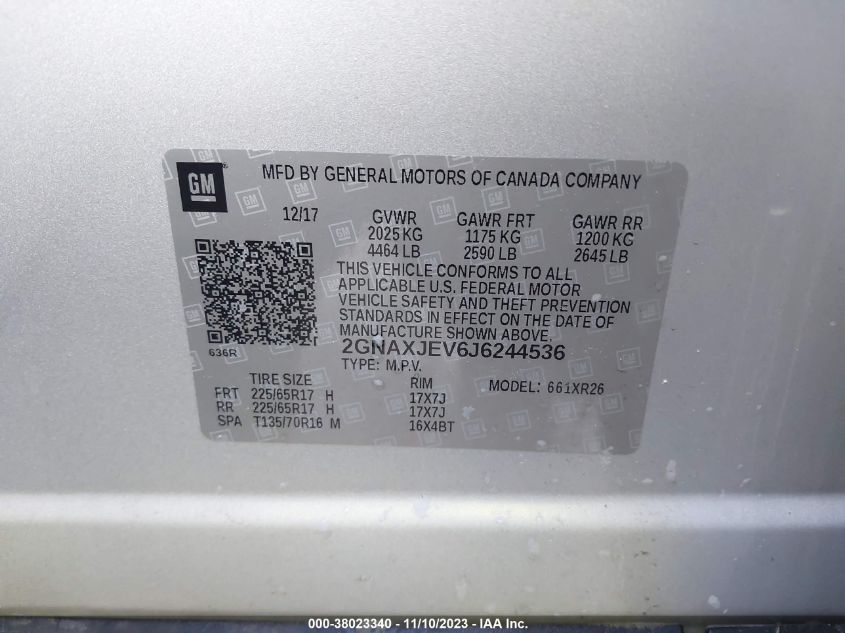 GM
MFD BY GENERAL MOTORS OF CANADA COMPANY
12/17 GVWR GAWR FRT GAWR RR
2025 KG 1175 KG 1200 KG
4464 LB 2590 LB 2645 LB
THIS VEHICLE CONFORMS TO ALL
APPLICABLE U.S. FEDERAL MOTOR
VEHICLE SAFETY AND THEFT PREVENTION
STANDARDS IN EFFECT ON THE DATE OF
MANUFACTURE SHOWN ABOVE.
636R
2GNAXJEV6J6244536
TYPE: M.P.V.
TIRE SIZE RIM MODEL: 661XR26
FRT 225/65R17 H 17X7J
RR 225/65R17 H 17X7J
SPA T135/70R16 M 16X4BT
000-38023340 - 11/10/2023 - IAA Inc.